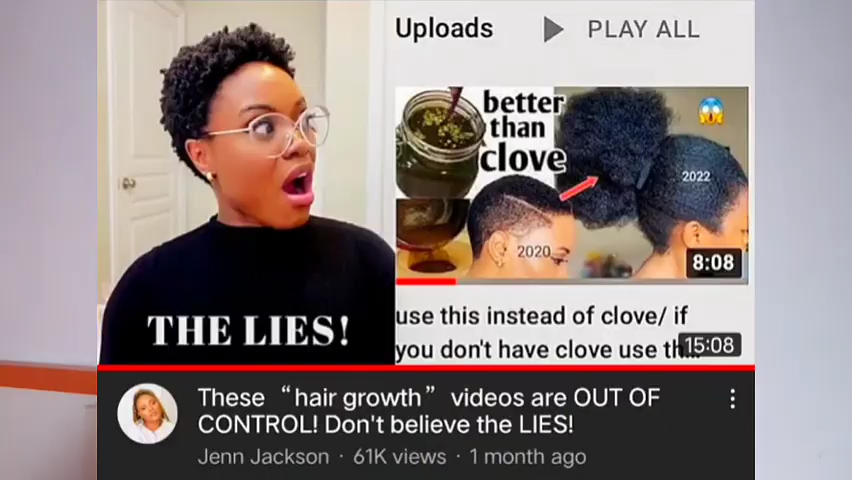 Uploads
PLAY ALL
better
than
clove
2022
2020
8:08
THE LIES!
use this instead of clove/ if
you don't have clove use th...
15:08
These “hair growth” videos are OUT OF
CONTROL! Don't believe the LIES!
Jenn Jackson · 61K views · 1 month ago